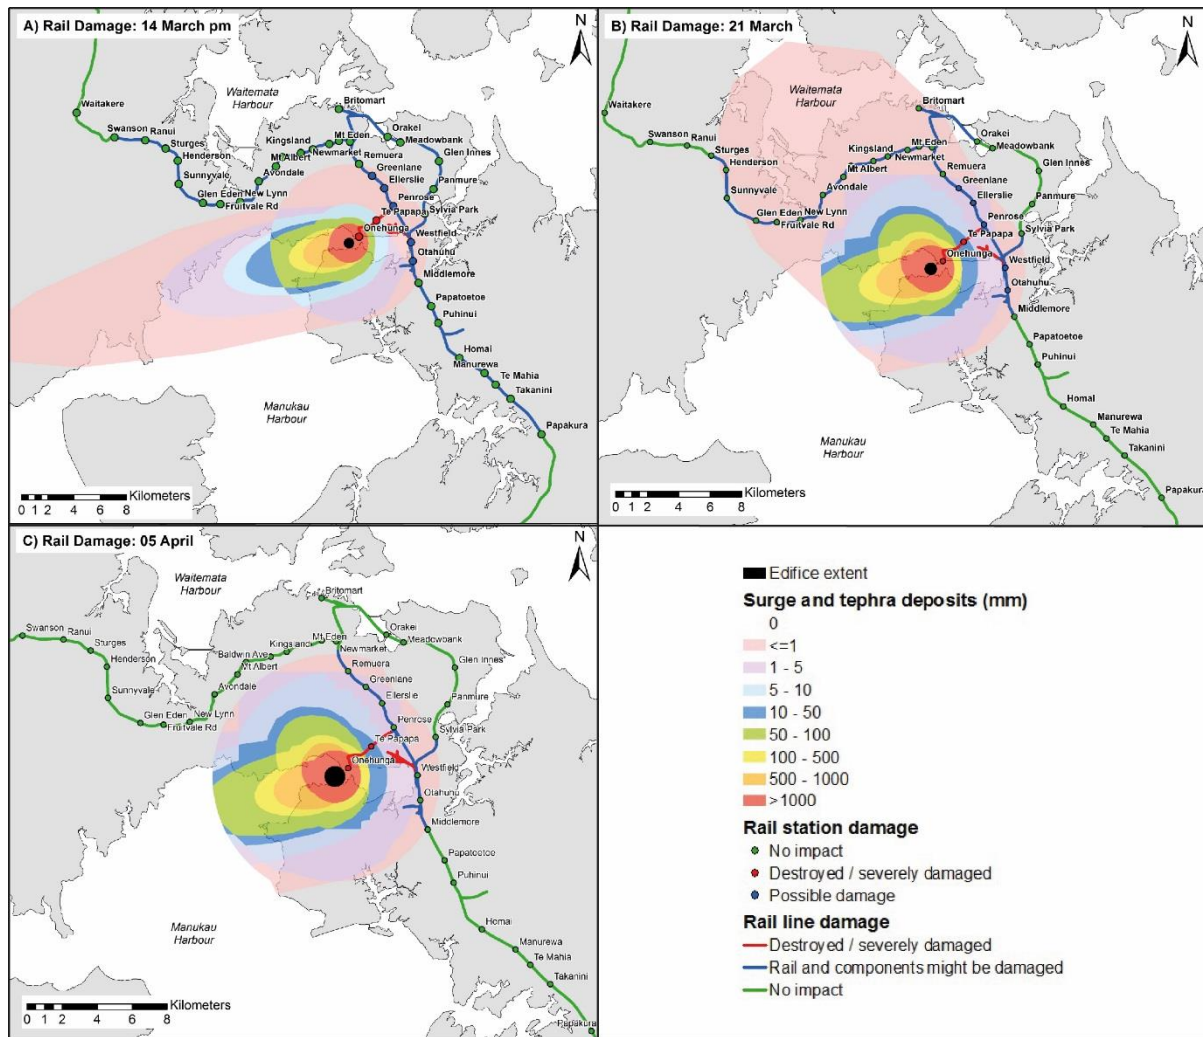 A) Rail Damage: 14 March pm
N
Waitemata
Harbour
Britomart
Waitakere
Swanson
Ranui
Sturges
Henderson
Sunnyvale
Glen Eden
Fruitvale Rd
New Lynn
Avondale
Mt Albert
Kingsland
Newmarket
Mt Eden
Orakei
Meadowbank
Remuera
Glen Innes
Greenlane
Ellerslie
Panmure
Penrose
Te Papapa
Sylvia Park
Onehunga
Westfield
Otahuhu
Middlemore
Papatoetoe
Puhinui
Homai
Manurewa
Te Mahia
Takanini
Papakura
Manukau
Harbour
Kilometers
0 1 2 4 6 8
B) Rail Damage: 21 March
N
Waitemata
Harbour
Britomart
Waitakere
Swanson
Ranui
Sturges
Henderson
Sunnyvale
Glen Eden
Fruitvale Rd
New Lynn
Avondale
Mt Albert
Kingsland
Newmarket
Mt Eden
Orakei
Meadowbank
Remuera
Glen Innes
Greenlane
Ellerslie
Panmure
Penrose
Te Papapa
Sylvia Park
Onehunga
Westfield
Otahuhu
Middlemore
Papatoetoe
Puhinui
Homai
Manurewa
Te Mahia
Takanini
Papakura
Manukau
Harbour
Kilometers
0 1 2 4 6 8
C) Rail Damage: 05 April
N
Waitemata
Harbour
Britomart
Swanson
Ranui
Sturges
Henderson
Sunnyvale
Glen Eden
Fruitvale Rd
New Lynn
Avondale
Mt Albert
Baldwin Ave
Kingsland
Mt Eden
Newmarket
Orakei
Meadowbank
Remuera
Glen Innes
Greenlane
Ellerslie
Panmure
Penrose
Te Papapa
Sylvia Park
Onehunga
Westfield
Otahuhu
Middlemore
Papatoetoe
Puhinui
Homai
Manurewa
Te Mahia
Takanini
Papakura
Manukau
Harbour
Kilometers
0 1 2 4 6 8
Edifice extent
Surge and tephra deposits (mm)
0
<=1
1 - 5
5 - 10
10 - 50
50 - 100
100 - 500
500 - 1000
>1000
Rail station damage
No impact
Destroyed / severely damaged
Possible damage
Rail line damage
Destroyed / severely damaged
Rail and components might be damaged
No impact